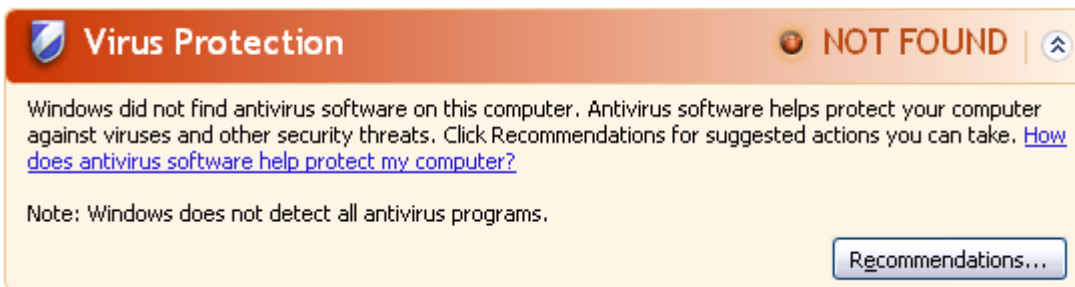 Virus Protection NOT FOUND
Windows did not find antivirus software on this computer. Antivirus software helps protect your computer
against viruses and other security threats. Click Recommendations for suggested actions you can take. How
does antivirus software help protect my computer?
Note: Windows does not detect all antivirus programs.
Recommendations...